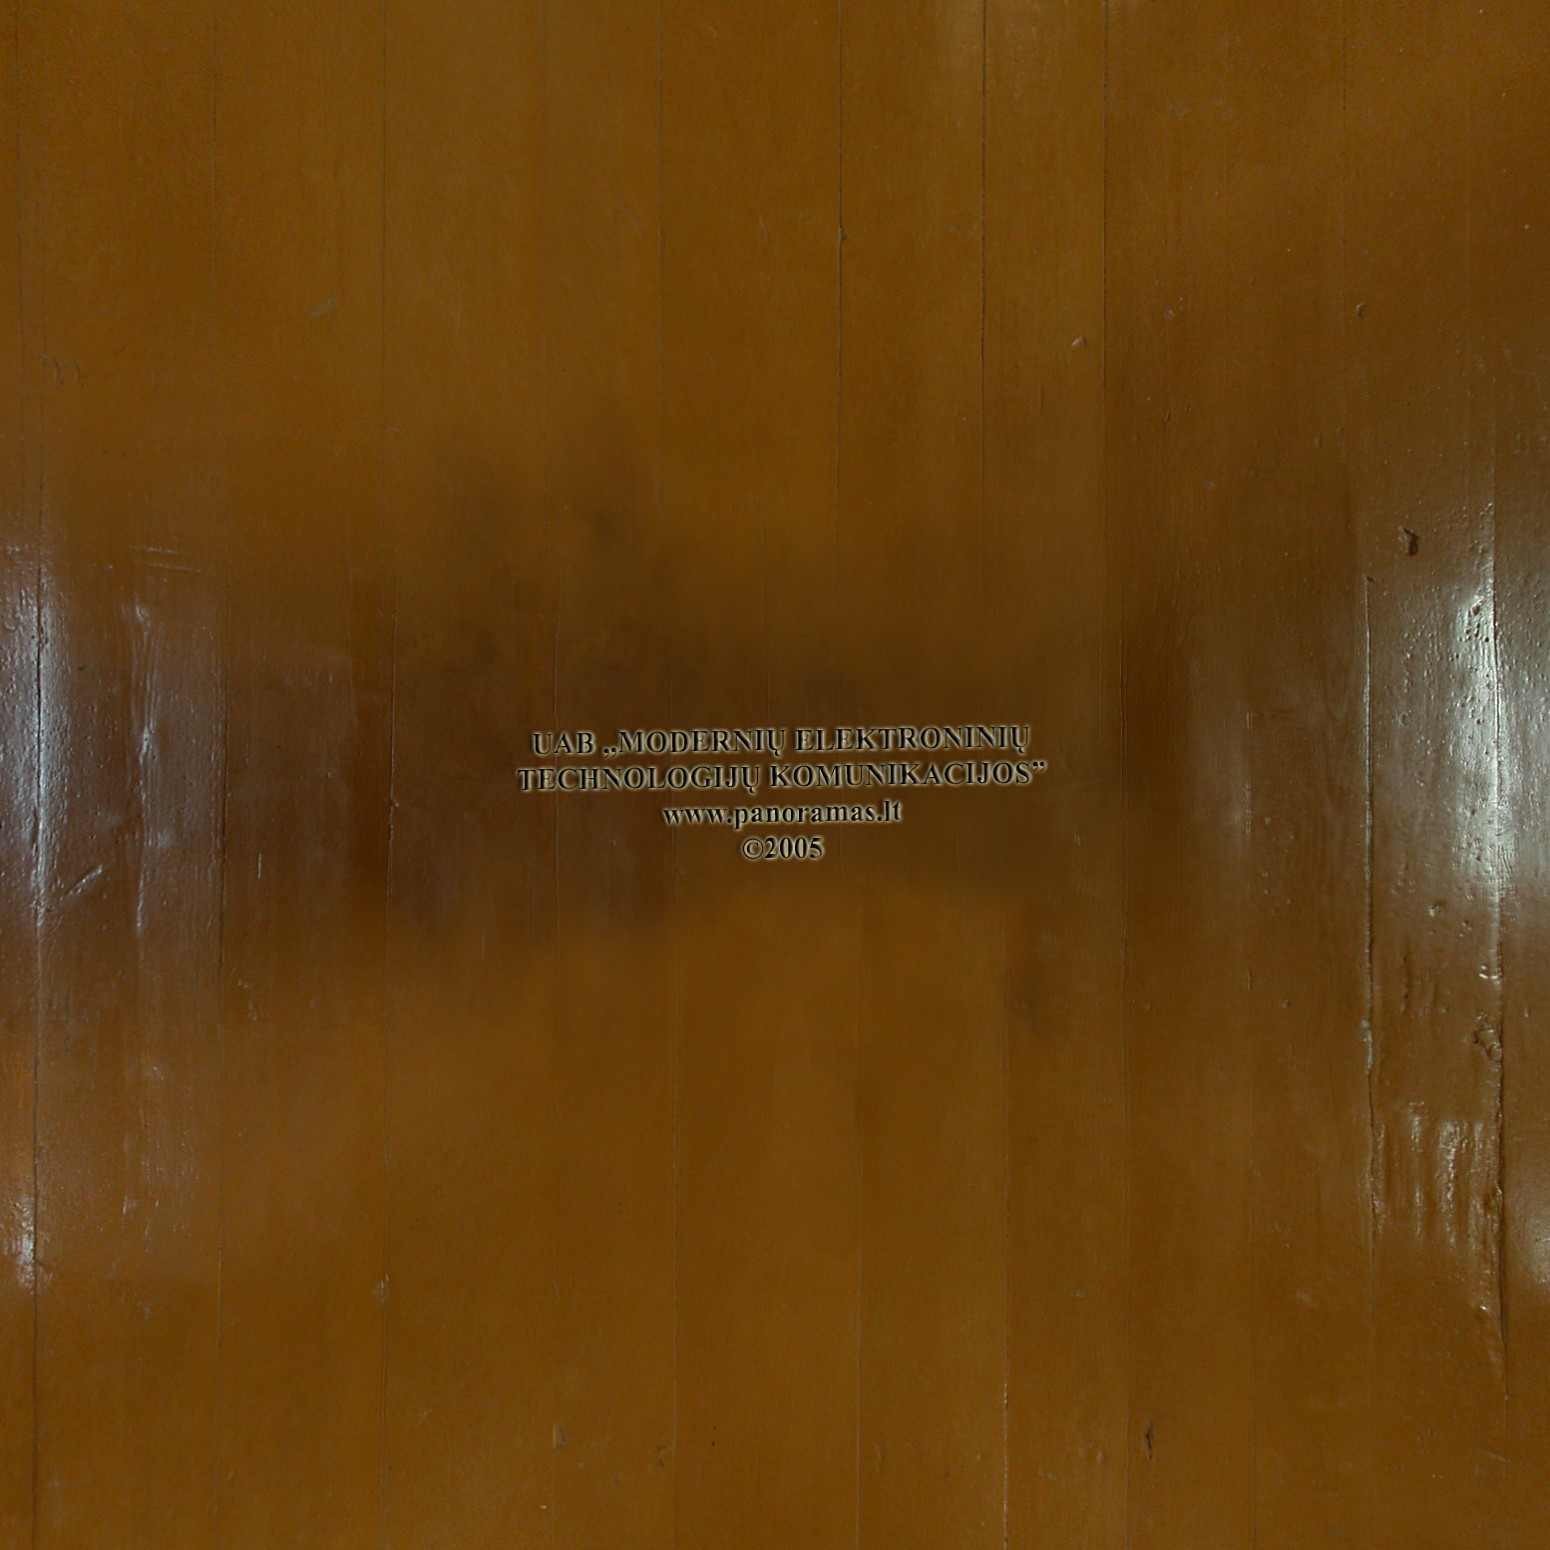 UAB ,,MODERNIŲ ELEKTRONINIŲ
TECHNOLOGIJŲ KOMUNIKACIJOS”
www.panoramas.lt
©2005